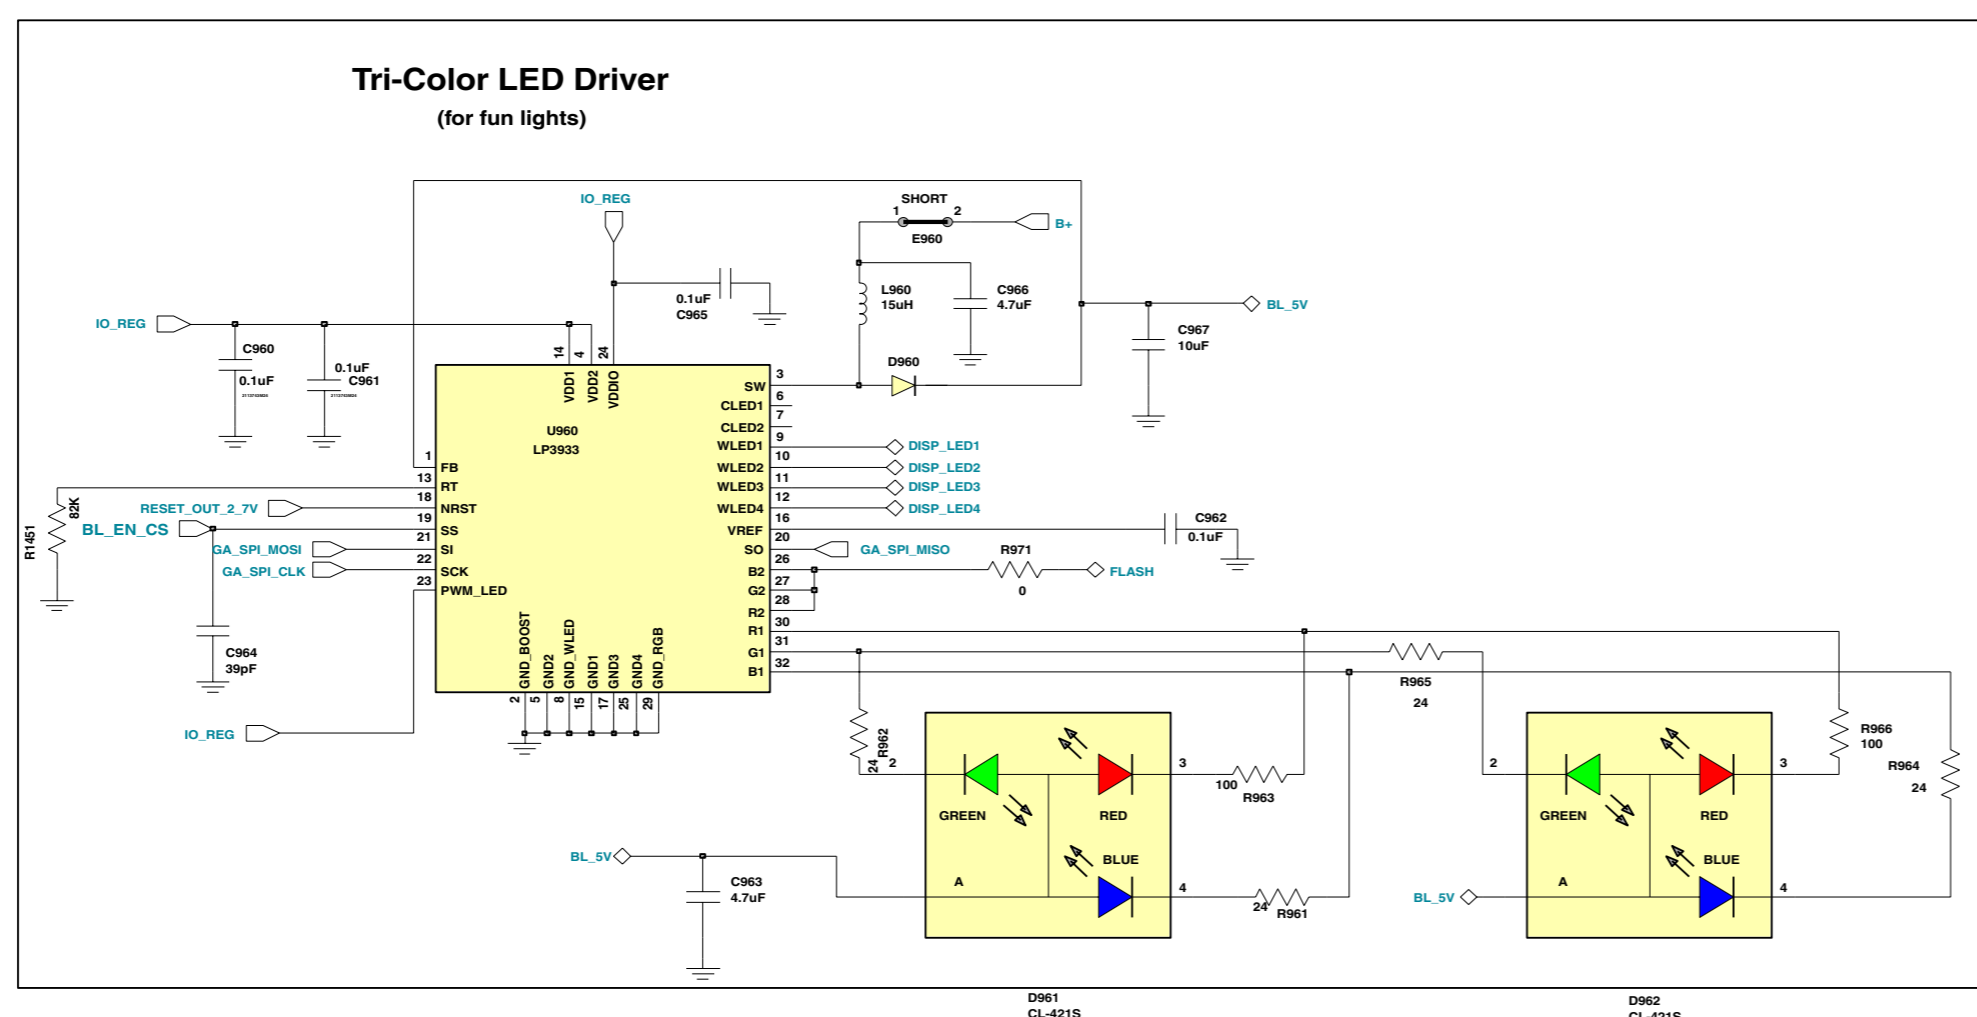 Tri-Color LED Driver
(for fun lights)
IO_REG
SHORT
1 2
E960
B+
0.1uF
C965
L960
15uH
C966
4.7uF
BL_5V
C967
10uF
IO_REG
C960
0.1uF
0.1uF
C961
D960
14 4 24
VDD1 VDD2 VDDIO
U960
LP3933
3
SW
6
CLED1
7
CLED2
9
WLED1
DISP_LED1
10
WLED2
DISP_LED2
11
WLED3
DISP_LED3
12
WLED4
DISP_LED4
16
VREF
C962
0.1uF
20
SO
GA_SPI_MISO
26
B2
R971
0
FLASH
27
G2
28
R2
30
R1
31
G1
32
B1
1
FB
13
RT
82K
R1451
18
RESET_OUT_2_7V
NRST
19
BL_EN_CS
SS
21
GA_SPI_MOSI
SI
22
GA_SPI_CLK
SCK
23
PWM_LED
C964
39pF
IO_REG
GND_BOOST GND2 GND_WLED GND1 GND3 GND4 GND_RGB
2 5 8 15 17 25 29
R965
24
R962
24
2
3
100
R963
GREEN
RED
BLUE
A
4
24
R961
BL_5V
C963
4.7uF
2
3
R966
100
R964
24
GREEN
RED
BLUE
A
4
BL_5V
D961
CL-421S
D962
CL-421S